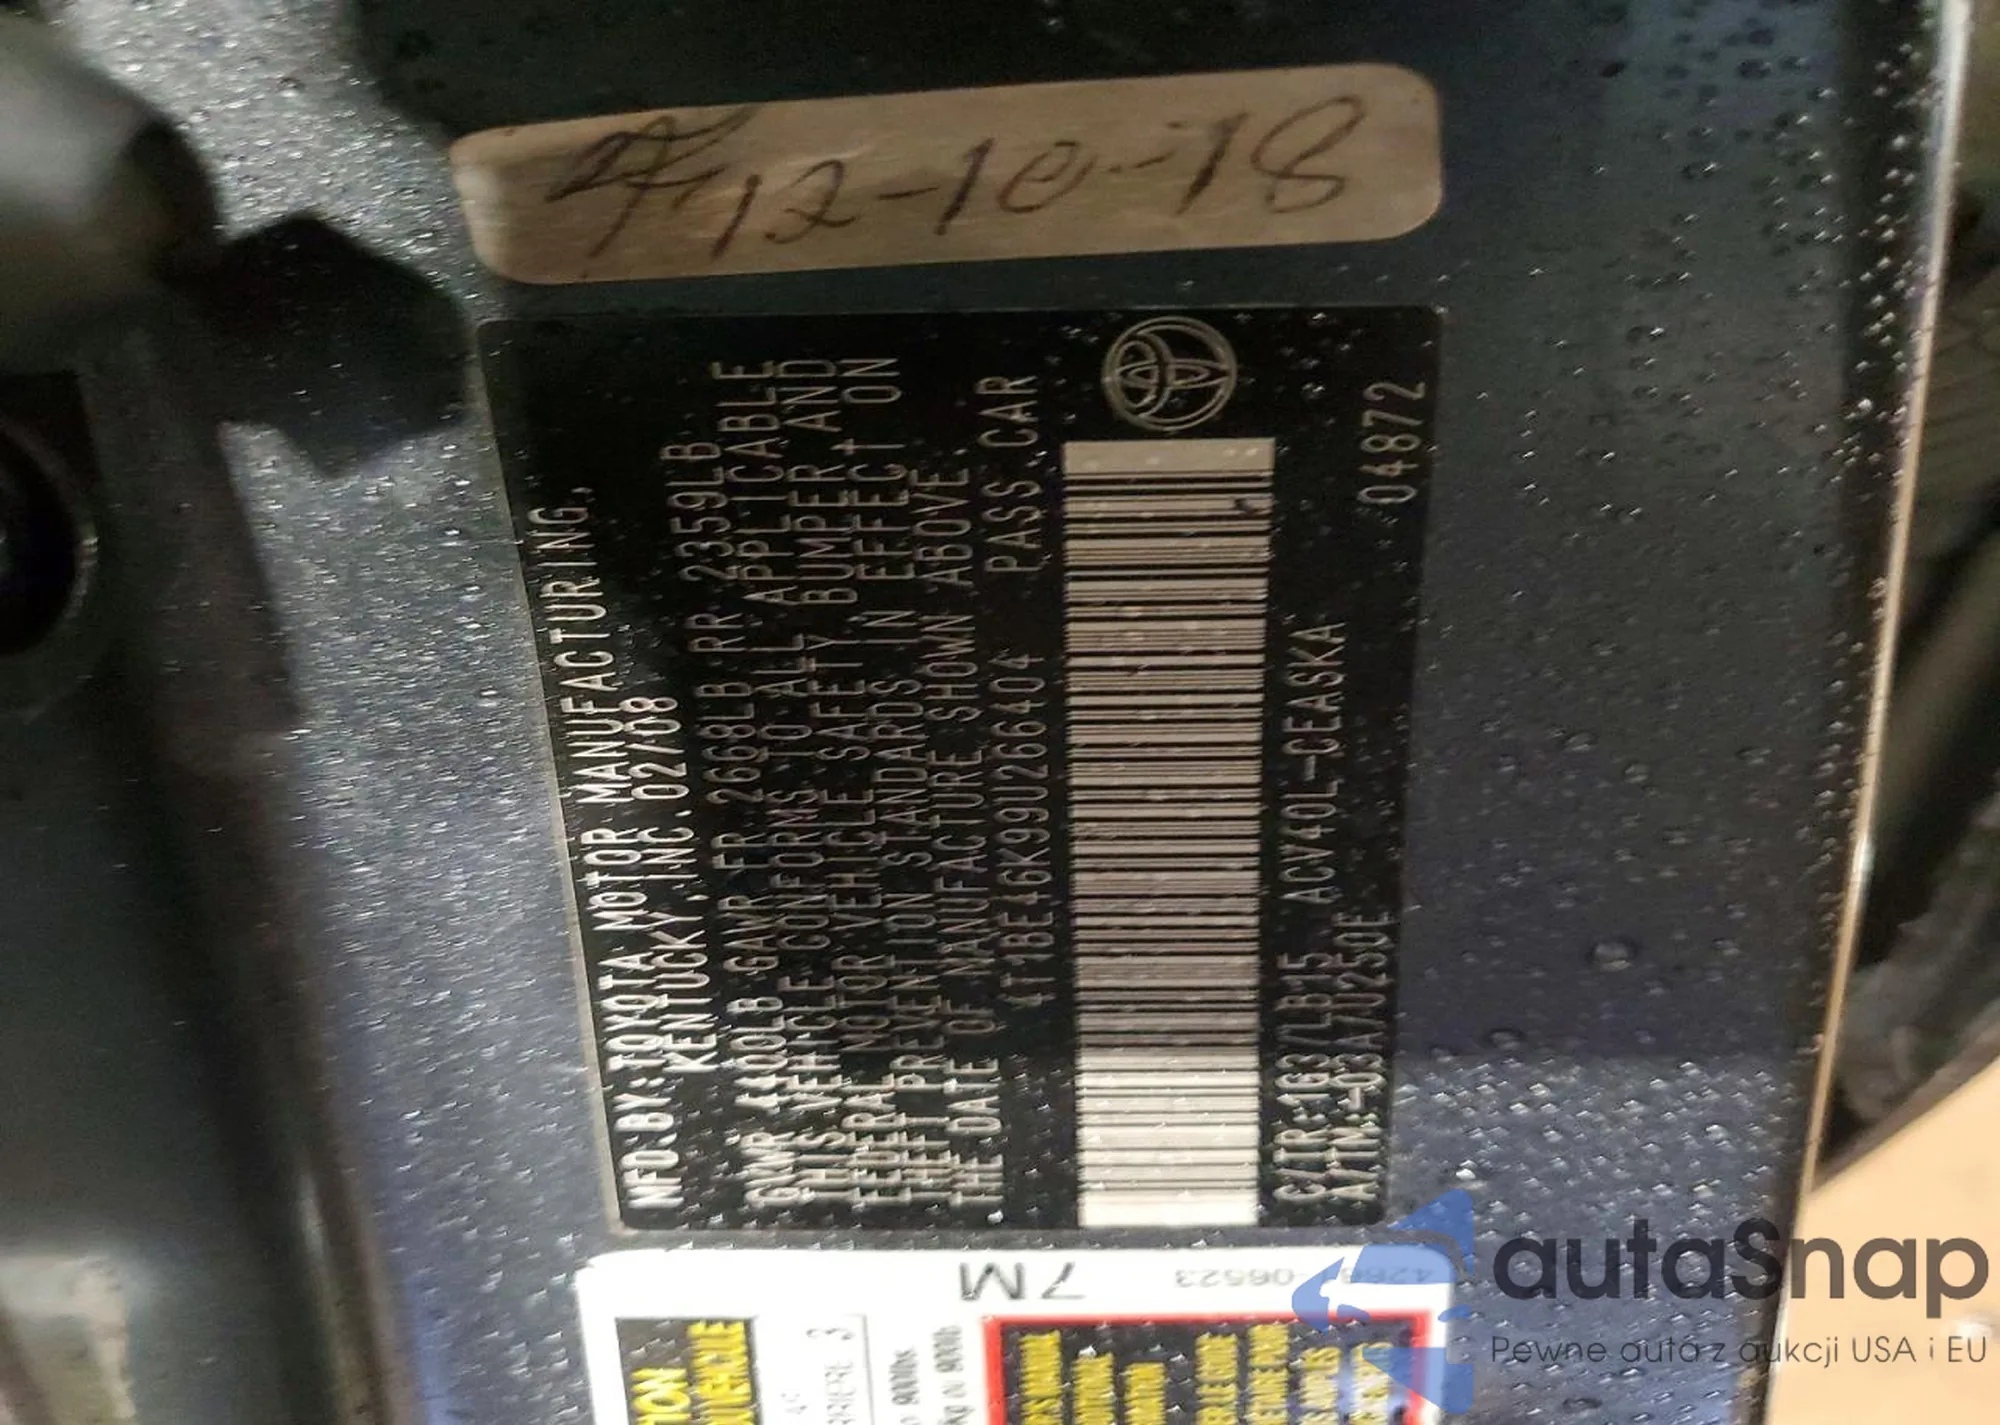 12-10-18
MFD.BY:TOYOTA MOTOR MANUFACTURING,
KENTUCKY,INC.02/08
GVWR 4400LB GAWR FR 2668LB RR 2359LB
THIS VEHICLE CONFORMS TO ALL APPLICABLE
FEDERAL MOTOR VEHICLE SAFETY, BUMPER, AND
THEFT PREVENTION STANDARDS IN EFFECT ON
THE DATE OF MANUFACTURE SHOWN ABOVE.
4T1BE46K99U266404 PASS.CAR
C/TR:1G3/LB15 ACV40L-CEASKA
A/TM:-03A/U250E 04872
7M
06523
3
autasnap
Pewne auta z aukcji USA i EU